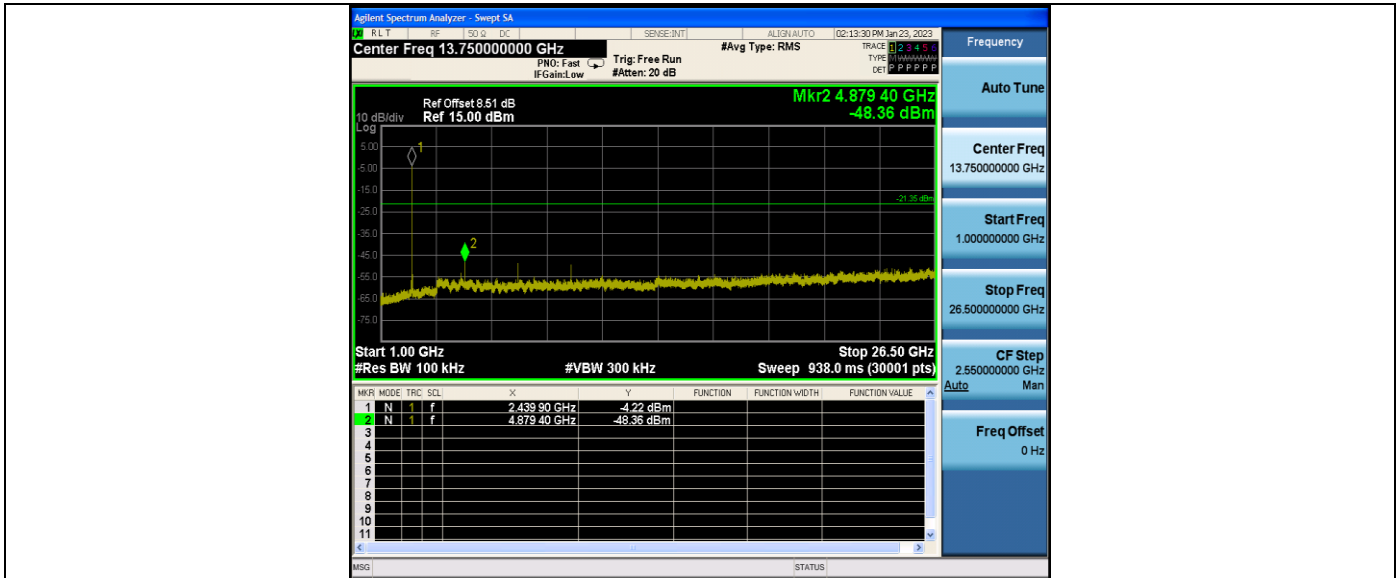 Agilent Spectrum Analyzer - Swept SA
RLT RF 50 Ω DC SENSE:INT ALIGN AUTO 02:13:30 PM Jan 23, 2023
Center Freq 13.750000000 GHz
#Avg Type: RMS
TRACE 1 2 3 4 5 6
PNO: Fast
Trig: Free Run
TYPE MWWWWW
IFGain:Low
#Atten: 20 dB
DET P P P P P P
Mkr2 4.879 40 GHz
-48.36 dBm
Ref Offset 8.51 dB
10 dB/div Ref 15.00 dBm
Log
5.00
1
-5.00
-15.0
-21.35 dBm
-25.0
-35.0
2
-45.0
-55.0
-65.0
-75.0
Start 1.00 GHz Stop 26.50 GHz
#Res BW 100 kHz #VBW 300 kHz Sweep 938.0 ms (30001 pts)
MKR MODE TRC SCL X Y FUNCTION FUNCTION WIDTH FUNCTION VALUE
1 N 1 f 2.439 90 GHz -4.22 dBm
2 N 1 f 4.879 40 GHz -48.36 dBm
3
4
5
6
7
8
9
10
11
MSG STATUS
Frequency
Auto Tune
Center Freq
13.750000000 GHz
Start Freq
1.000000000 GHz
Stop Freq
26.500000000 GHz
CF Step
2.550000000 GHz
Auto Man
Freq Offset
0 Hz